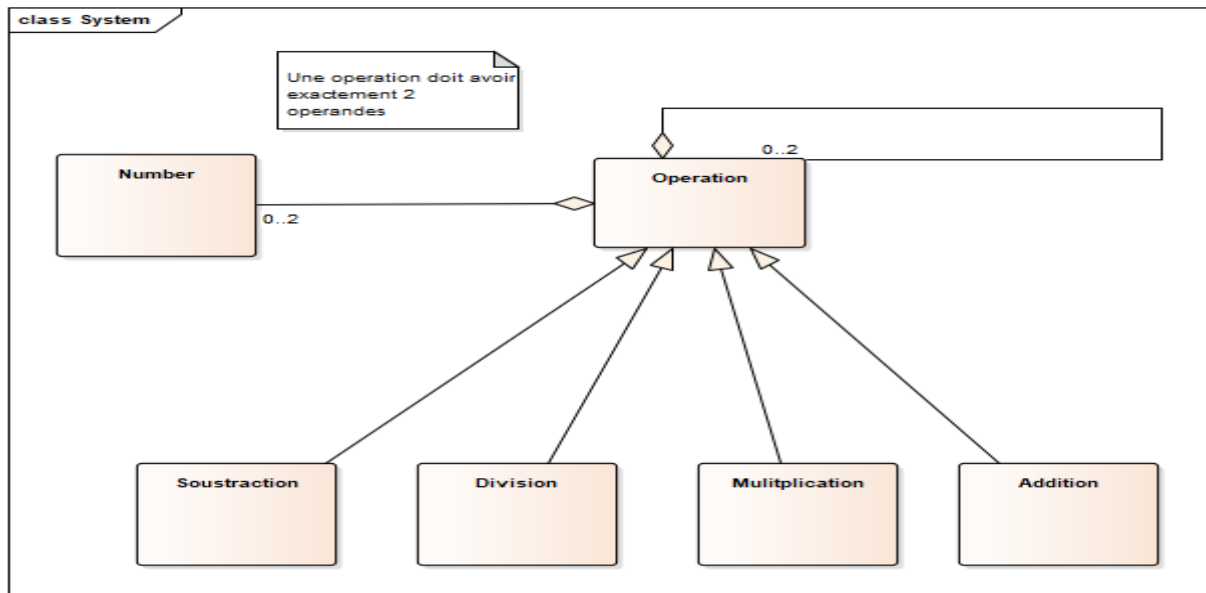 class System
Une operation doit avoir
exactement 2
operandes
0..2
Number
Operation
0..2
Soustraction
Division
Mulitplication
Addition